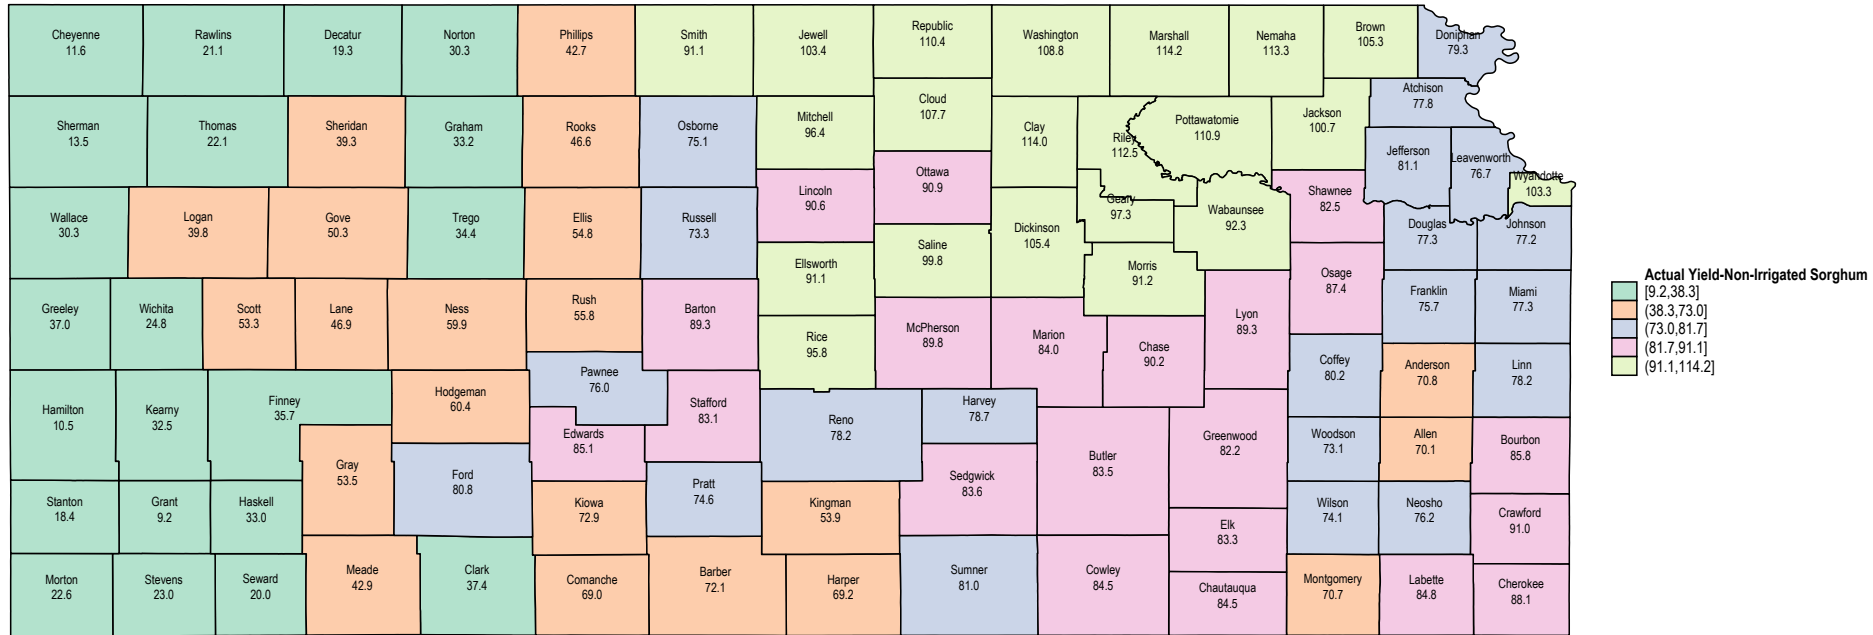 Cheyenne
11.6
Rawlins
21.1
Decatur
19.3
Norton
30.3
Phillips
42.7
Smith
91.1
Jewell
103.4
Republic
110.4
Washington
108.8
Marshall
114.2
Nemaha
113.3
Brown
105.3
Doniphan
79.3
Sherman
13.5
Thomas
22.1
Sheridan
39.3
Graham
33.2
Rooks
46.6
Osborne
75.1
Mitchell
96.4
Cloud
107.7
Clay
114.0
Riley
112.5
Pottawatomie
110.9
Jackson
100.7
Atchison
77.8
Jefferson
81.1
Leavenworth
76.7
Wyandotte
103.3
Wallace
30.3
Logan
39.8
Gove
50.3
Trego
34.4
Ellis
54.8
Russell
73.3
Lincoln
90.6
Ottawa
90.9
Saline
99.8
Dickinson
105.4
Geary
97.3
Wabaunsee
92.3
Shawnee
82.5
Douglas
77.3
Johnson
77.2
Ellsworth
91.1
Morris
91.2
Osage
87.4
Franklin
75.7
Miami
77.3
Greeley
37.0
Wichita
24.8
Scott
53.3
Lane
46.9
Ness
59.9
Rush
55.8
Barton
89.3
Rice
95.8
McPherson
89.8
Marion
84.0
Chase
90.2
Lyon
89.3
Coffey
80.2
Anderson
70.8
Linn
78.2
Hamilton
10.5
Kearny
32.5
Finney
35.7
Hodgeman
60.4
Pawnee
76.0
Stafford
83.1
Edwards
85.1
Reno
78.2
Harvey
78.7
Butler
83.5
Greenwood
82.2
Woodson
73.1
Allen
70.1
Bourbon
85.8
Gray
53.5
Ford
80.8
Kiowa
72.9
Pratt
74.6
Kingman
53.9
Sedgwick
83.6
Elk
83.3
Wilson
74.1
Neosho
76.2
Crawford
91.0
Stanton
18.4
Grant
9.2
Haskell
33.0
Morton
22.6
Stevens
23.0
Seward
20.0
Meade
42.9
Clark
37.4
Comanche
69.0
Barber
72.1
Harper
69.2
Sumner
81.0
Cowley
84.5
Chautauqua
84.5
Montgomery
70.7
Labette
84.8
Cherokee
88.1
Actual Yield-Non-Irrigated Sorghum
[9.2,38.3]
(38.3,73.0]
(73.0,81.7]
(81.7,91.1]
(91.1,114.2]